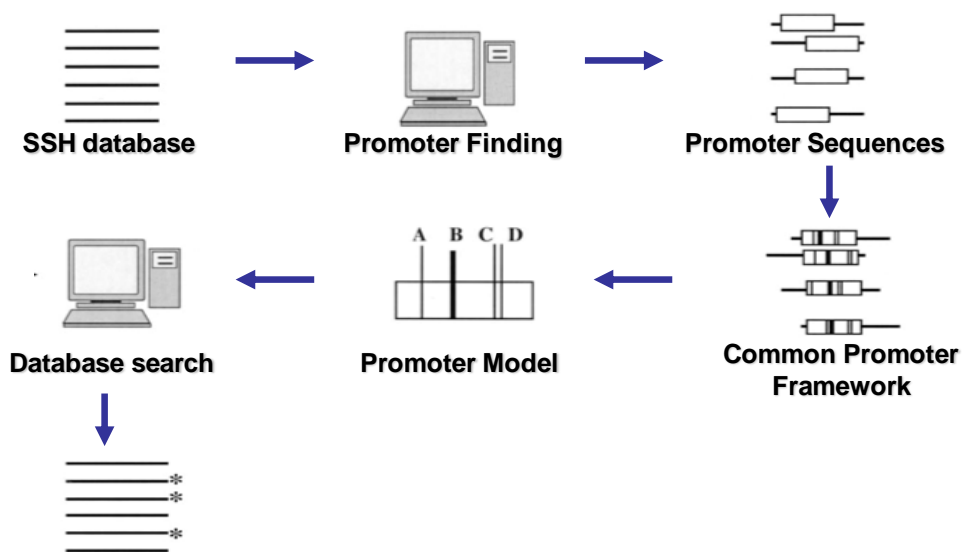 SSH database
Promoter Finding
Promoter Sequences
A B C D
Database search
Promoter Model
Common Promoter
Framework
*
*
*